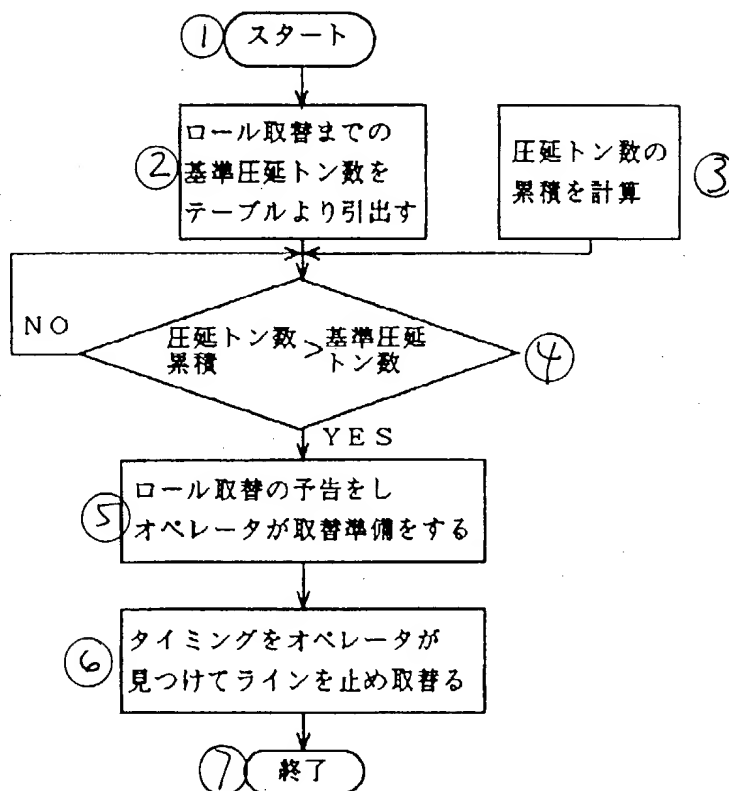 ① スタート
②
ロール取替までの
基準圧延トン数を
テーブルより引出す
圧延トン数の
累積を計算
③
NO
圧延トン数
累積
>
基準圧延
トン数
④
YES
⑤
ロール取替の予告をし
オペレータが取替準備をする
⑥
タイミングをオペレータが
見つけてラインを止め取替る
⑦ 終了